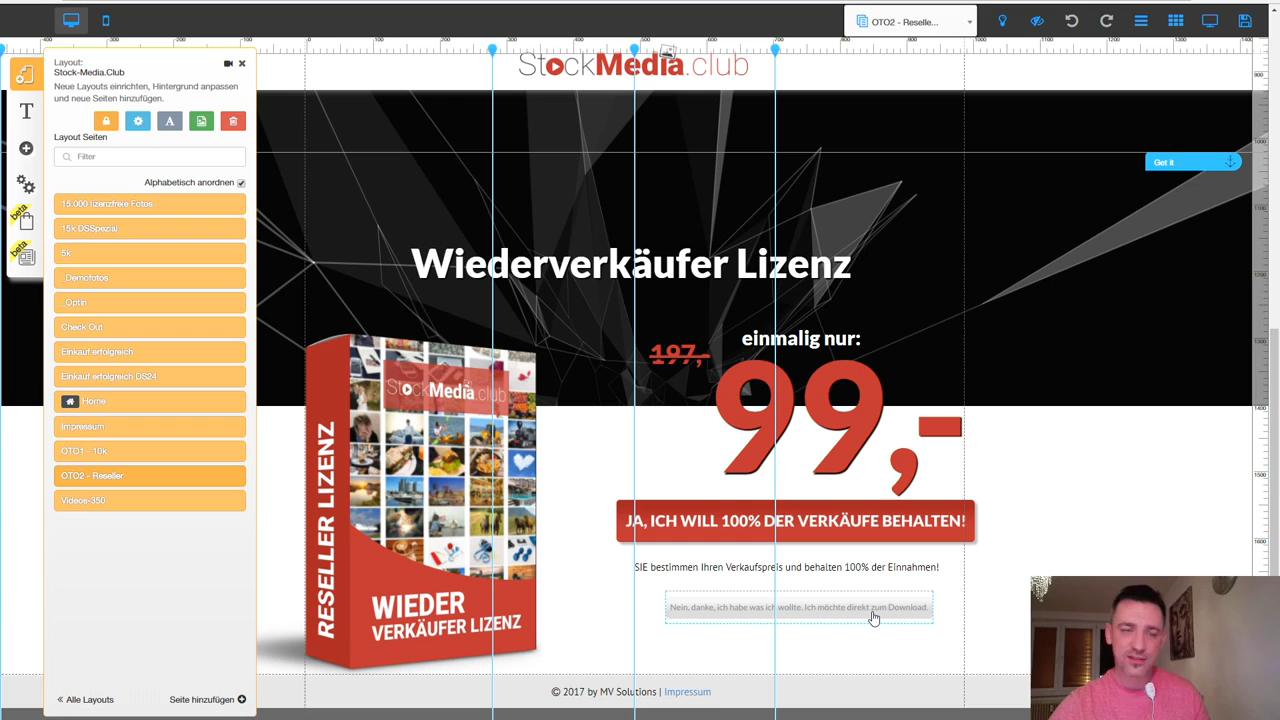 OTO2 - Reselle...
Layout:
Stock-Media.Club
Neue Layouts einrichten, Hintergrund anpassen
und neue Seiten hinzufügen.
Layout Seiten
Filter
Alphabetisch anordnen
15.000 lizenzfreie Fotos
15k DSSpezial
5k
_Demofotos
_Optin
Check Out
Einkauf erfolgreich
Einkauf erfolgreich DS24
Home
Impressum
OTO1 - 10k
OTO2 - Reseller
Videos-350
Alle Layouts
Seite hinzufügen
beta
beta
StockMedia.club
Get it
Wiederverkäufer Lizenz
einmalig nur:
197,-
99,-
StockMedia.club
RESELLER LIZENZ
WIEDER
VERKÄUFER LIZENZ
JA, ICH WILL 100% DER VERKÄUFE BEHALTEN!
SIE bestimmen Ihren Verkaufspreis und behalten 100% der Einnahmen!
Nein, danke, ich habe was ich wollte. Ich möchte direkt zum Download.
© 2017 by MV Solutions | Impressum